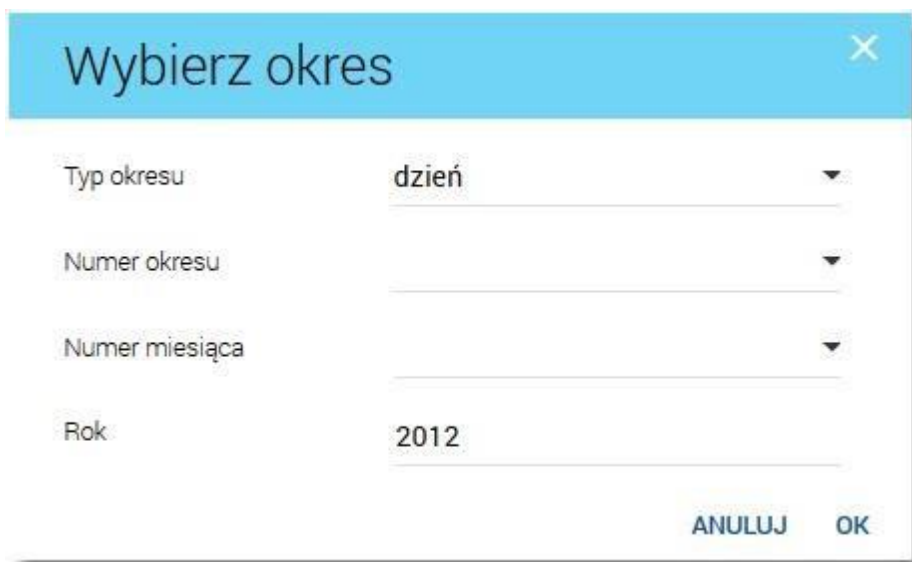 Wybierz okres
Typ okresu dzień
Numer okresu
Numer miesiąca
Rok 2012
ANULUJ OK